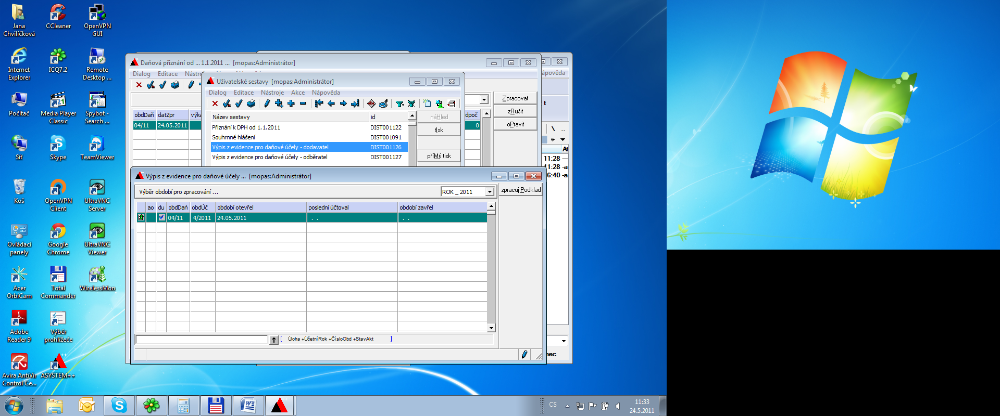 Jana
Chvilíčková
CCleaner
OpenVPN
GUI
Internet
Explorer
ICQ7.2
Remote
Desktop ...
Počítač
Media Player
Classic
Spybot -
Search ...
Síť
Skype
TeamViewer
Koš
OpenVPN
Client
UltraVNC
Server
Ovládací
panely
Google
Chrome
UltraVNC
Viewer
Acer
OrbiCam
Total
Commander
WirelessMon
Adobe
Reader 9
Výběr
prohlížeče
Avira AntiVir
Control Ce...
ASYSTEM++
Daňová přiznání od ... 1.1.2011 ... [mopas:Administrátor]
Dialog Editace Nástro
Zpracovat
zRušit
oPravit
obdDaň datZpr výka dpoč
04/11 24.05.2011 0
Uživatelské sestavy [mopas:Administrátor]
Dialog Editace Nástroje Akce Nápověda
Název sestavy id
Přiznání k DPH od 1.1.2011 DIST001122
Souhrnné hlášení DIST001091
Výpis z evidence pro daňové účely - dodavatel DIST001126
Výpis z evidence pro daňové účely - odběratel DIST001127
náHled
tIsk
příMý tisk
ápověda
t
11:28
11:28 -a
6:40 -a
nec
Výpis z evidence pro daňové účely ... [mopas:Administrátor]
Výběr období pro zpracování ...
ROK _ 2011
zpracuj Podklad
ao du obdDaň obdÚč období otevřel poslední účtoval období zavřel
04/11 4/2011 24.05.2011 . . . .
[ Úloha +ÚčetníRok +ČísloObd +StavAkt ]
CS
11:33
24.5.2011